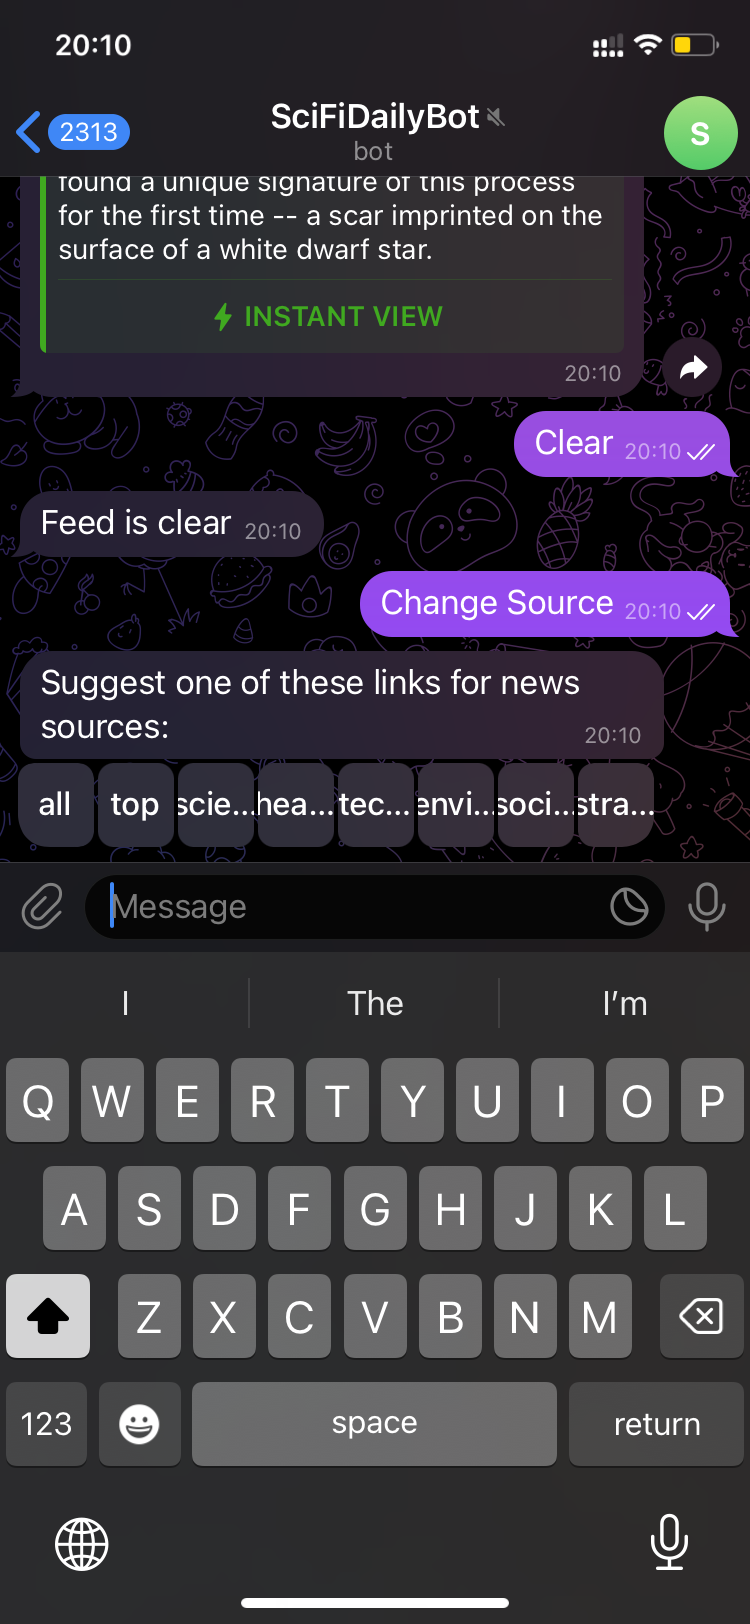 20:10
2313
SciFiDailyBot
bot
S
found a unique signature of this process
for the first time -- a scar imprinted on the
surface of a white dwarf star.
INSTANT VIEW
20:10
Clear 20:10
Feed is clear 20:10
Change Source 20:10
Suggest one of these links for news
sources:
20:10
all top scie... hea... tec... envi... soci... stra...
Message
I The I'm
Q W E R T Y U I O P
A S D F G H J K L
Z X C V B N M
123 space return